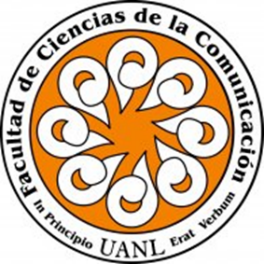 Facultad de Ciencias de la Comunicación
In Principio Erat Verbum
UANL